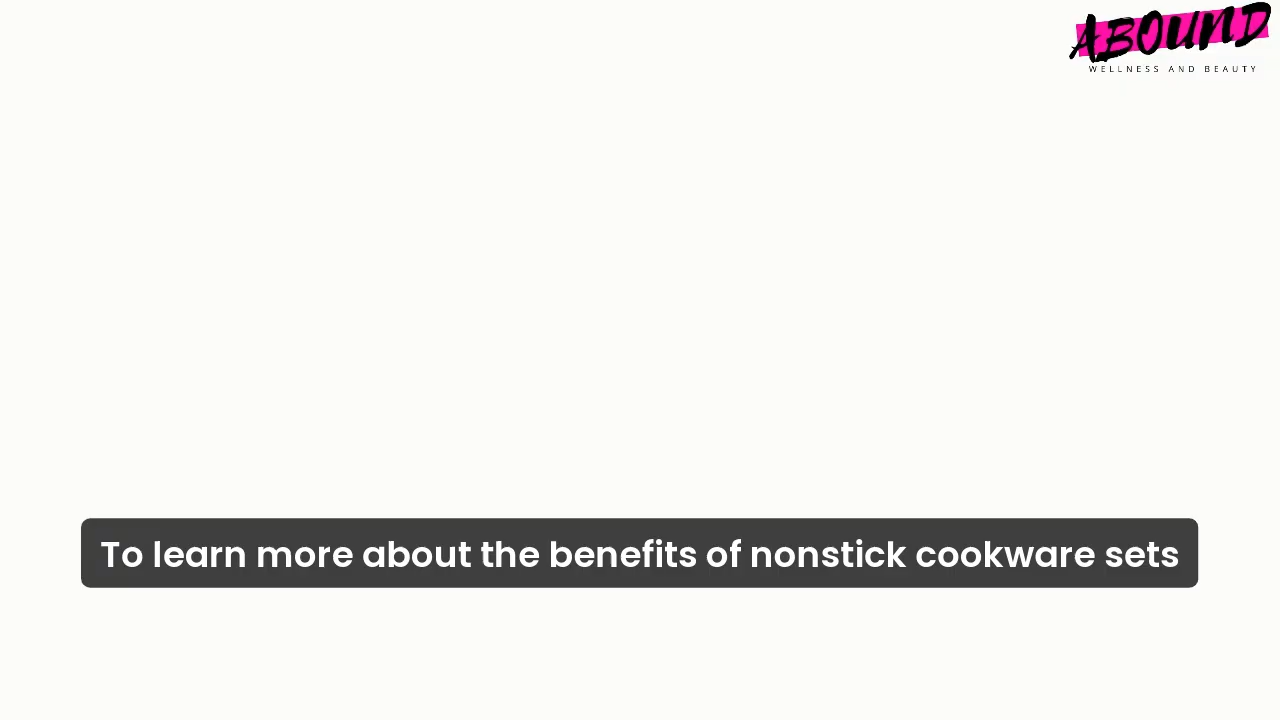 ABOUND
WELLNESS AND BEAUTY
To learn more about the benefits of nonstick cookware sets